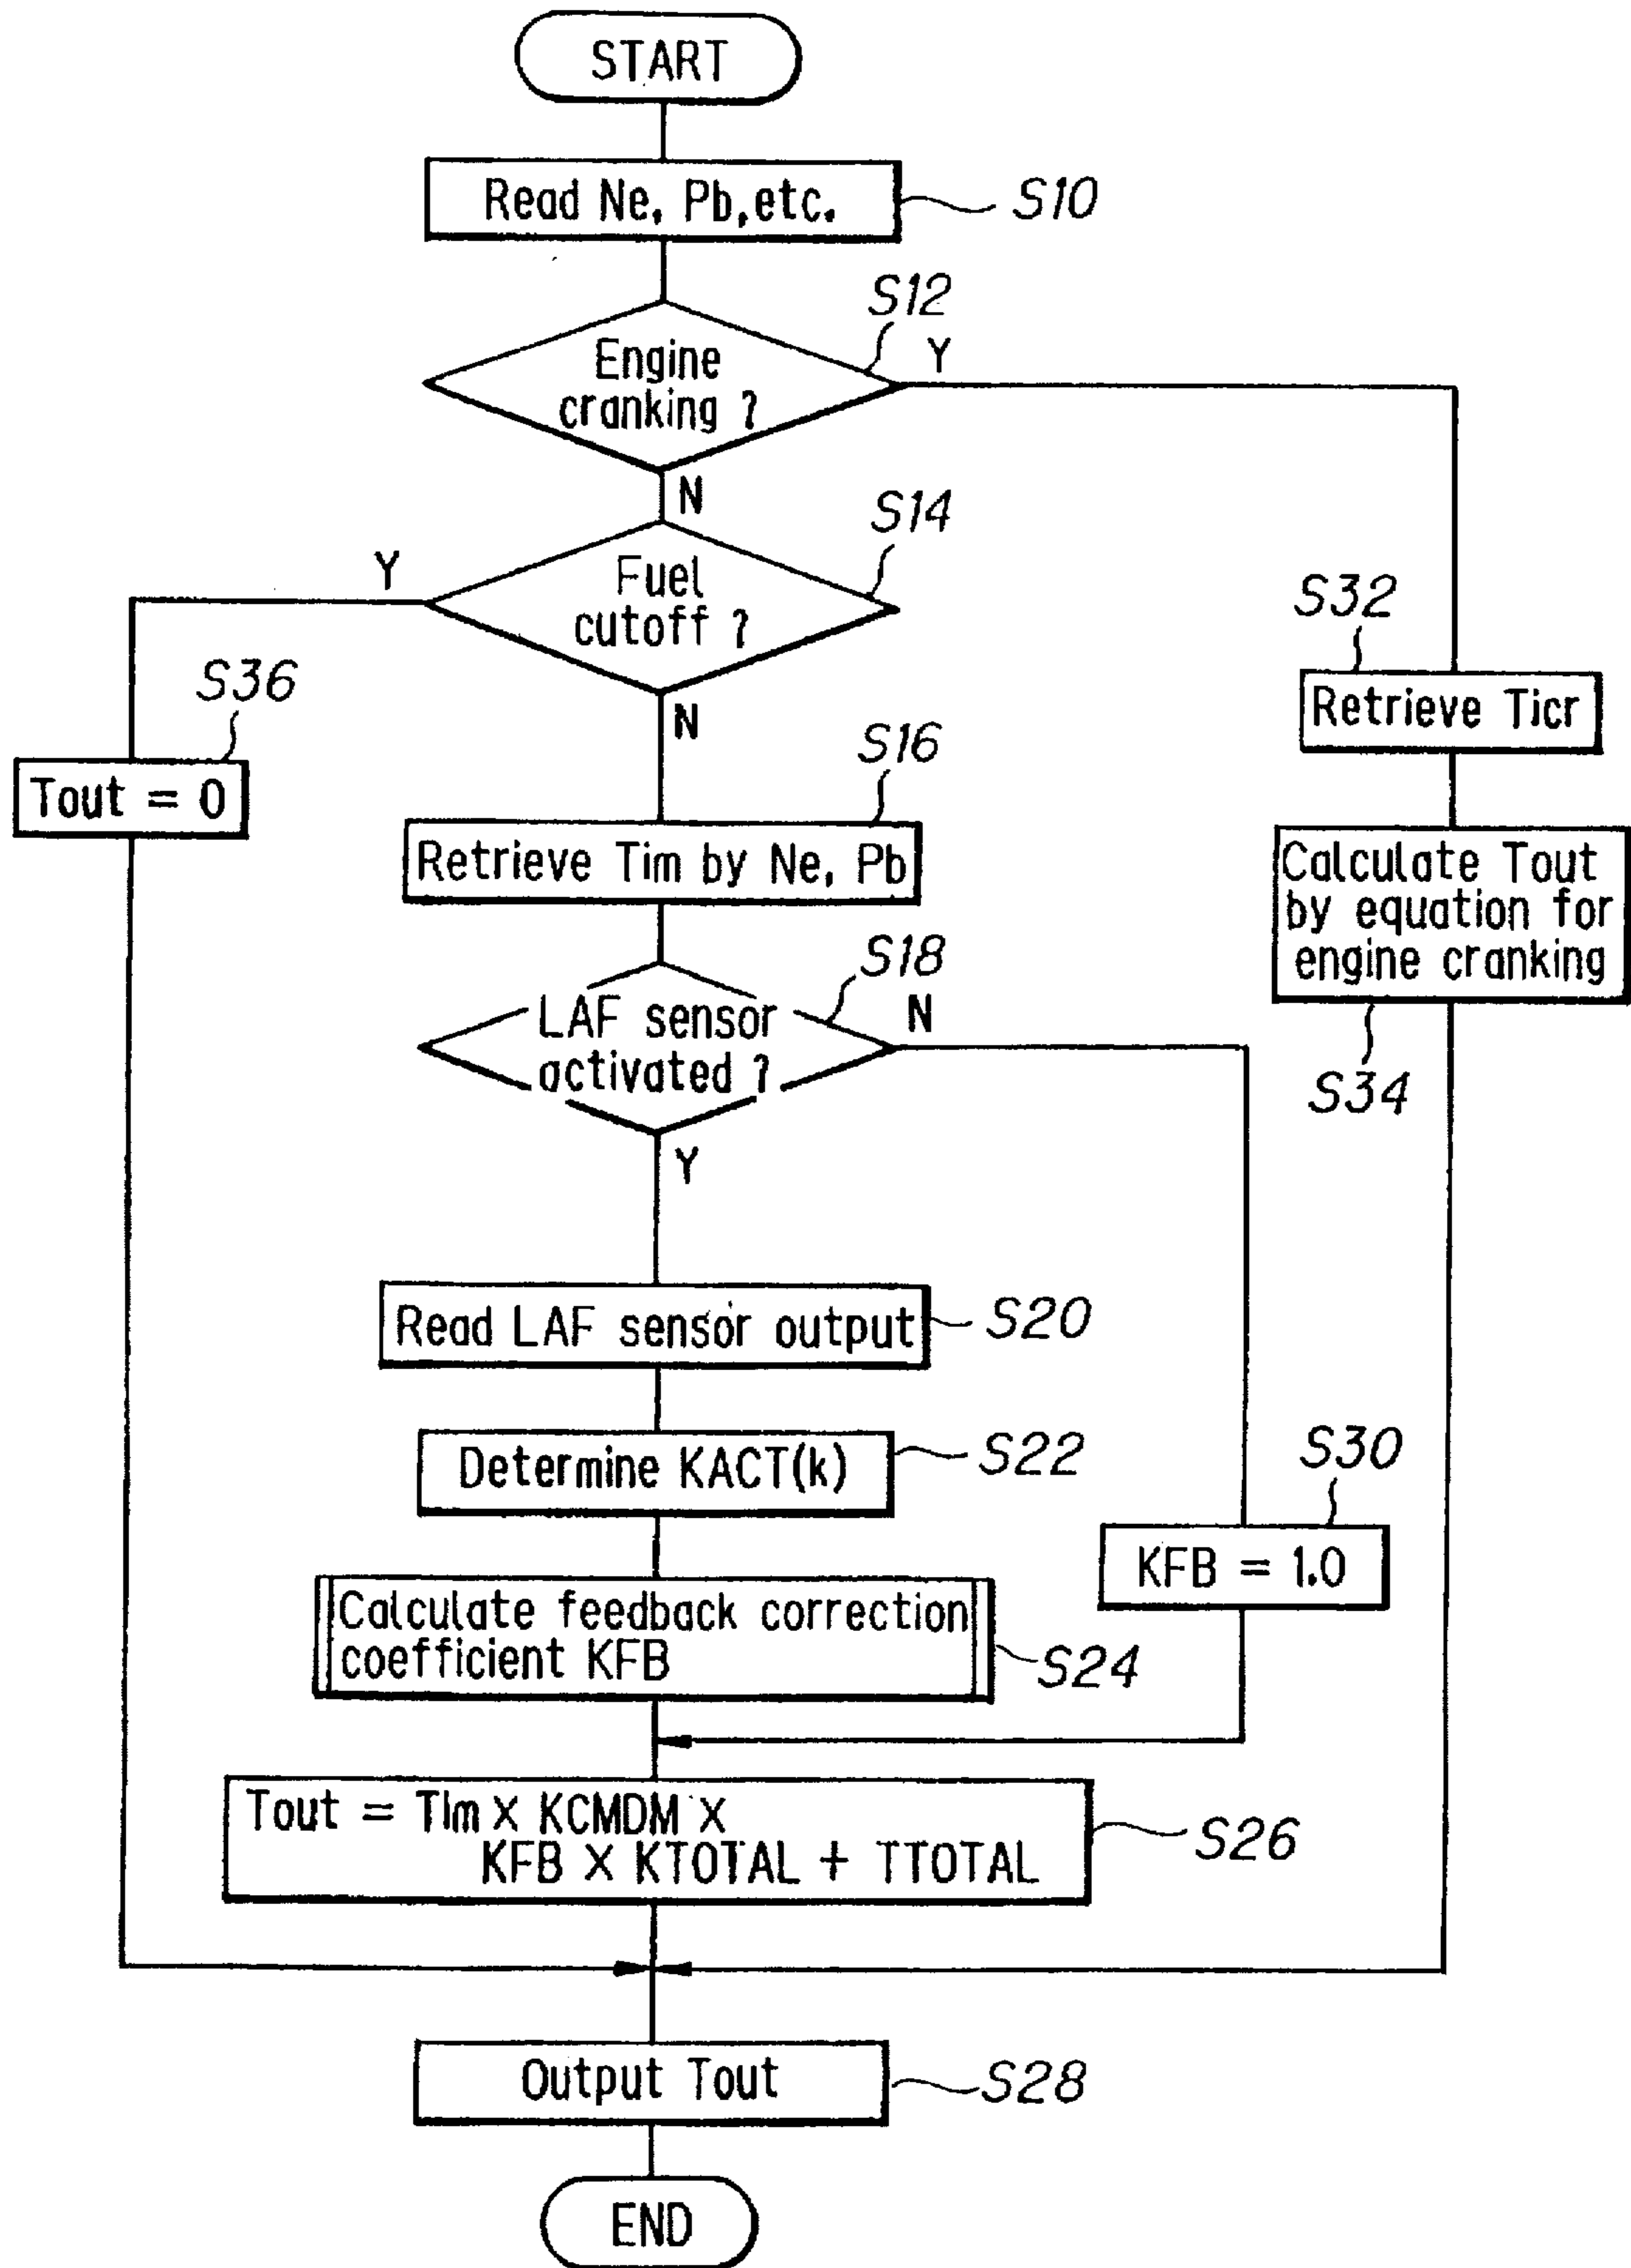 START
Read Ne, Pb, etc.
S10
S12
Engine
cranking ?
Y
N
S14
Fuel
cutoff ?
Y
N
S36
Tout = 0
S32
Retrieve Ticr
Calculate Tout
by equation for
engine cranking
S34
S16
Retrieve Tim by Ne, Pb
S18
LAF sensor
activated ?
N
Y
Read LAF sensor output
S20
Determine KACT(k)
S22
S30
KFB = 1.0
Calculate feedback correction
coefficient KFB
S24
Tout = TIm x KCMDM x
KFB x KTOTAL + TTOTAL
S26
Output Tout
S28
END